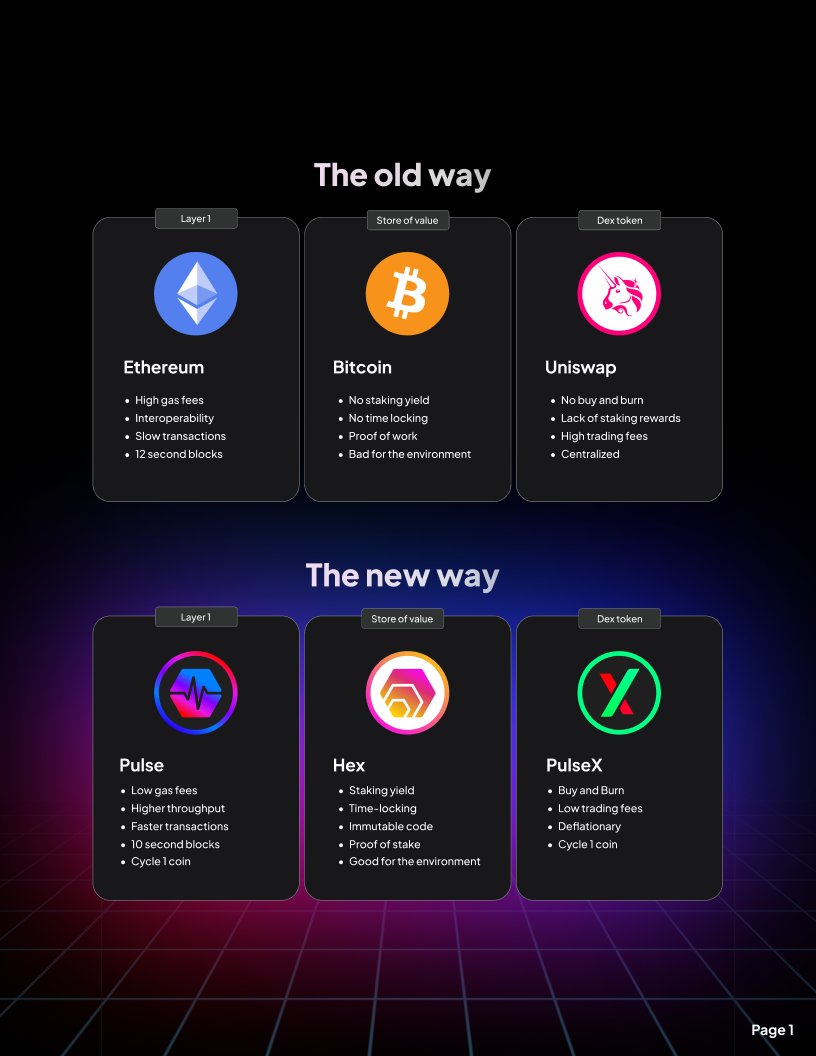 The old way
Layer 1
Ethereum
High gas fees
Interoperability
Slow transactions
12 second blocks
Store of value
Bitcoin
No staking yield
No time locking
Proof of work
Bad for the environment
Dex token
Uniswap
No buy and burn
Lack of staking rewards
High trading fees
Centralized
The new way
Layer 1
Pulse
Low gas fees
Higher throughput
Faster transactions
10 second blocks
Cycle 1 coin
Store of value
Hex
Staking yield
Time-locking
Immutable code
Proof of stake
Good for the environment
Dex token
PulseX
Buy and Burn
Low trading fees
Deflationary
Cycle 1 coin
Page 1